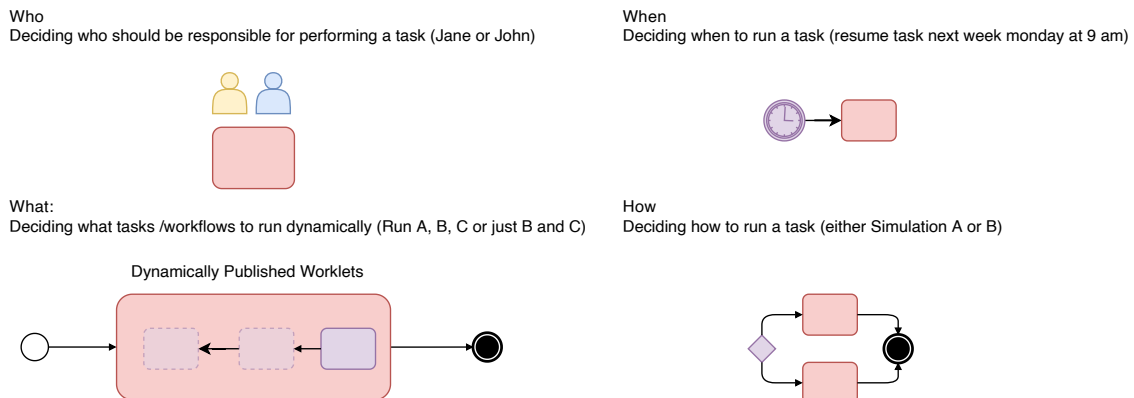 Who
Deciding who should be responsible for performing a task (Jane or John)
When
Deciding when to run a task (resume task next week monday at 9 am)
What:
Deciding what tasks /workflows to run dynamically (Run A, B, C or just B and C)
Dynamically Published Worklets
How
Deciding how to run a task (either Simulation A or B)